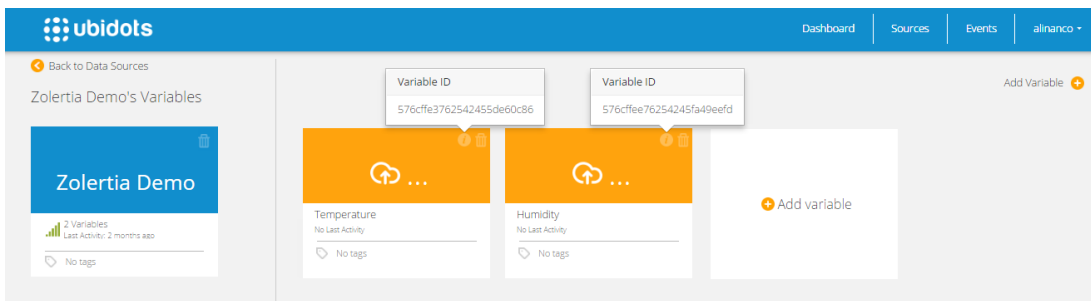 ubidots
Dashboard
Sources
Events
alinanco
Back to Data Sources
Zolertia Demo's Variables
Variable ID
576cffe3762542455de60c86
Variable ID
576cffee76254245fa49eefd
Add Variable
Zolertia Demo
2 Variables
Last Activity: 2 months ago
No tags
...
Temperature
No Last Activity
No tags
...
Humidity
No Last Activity
No tags
Add variable